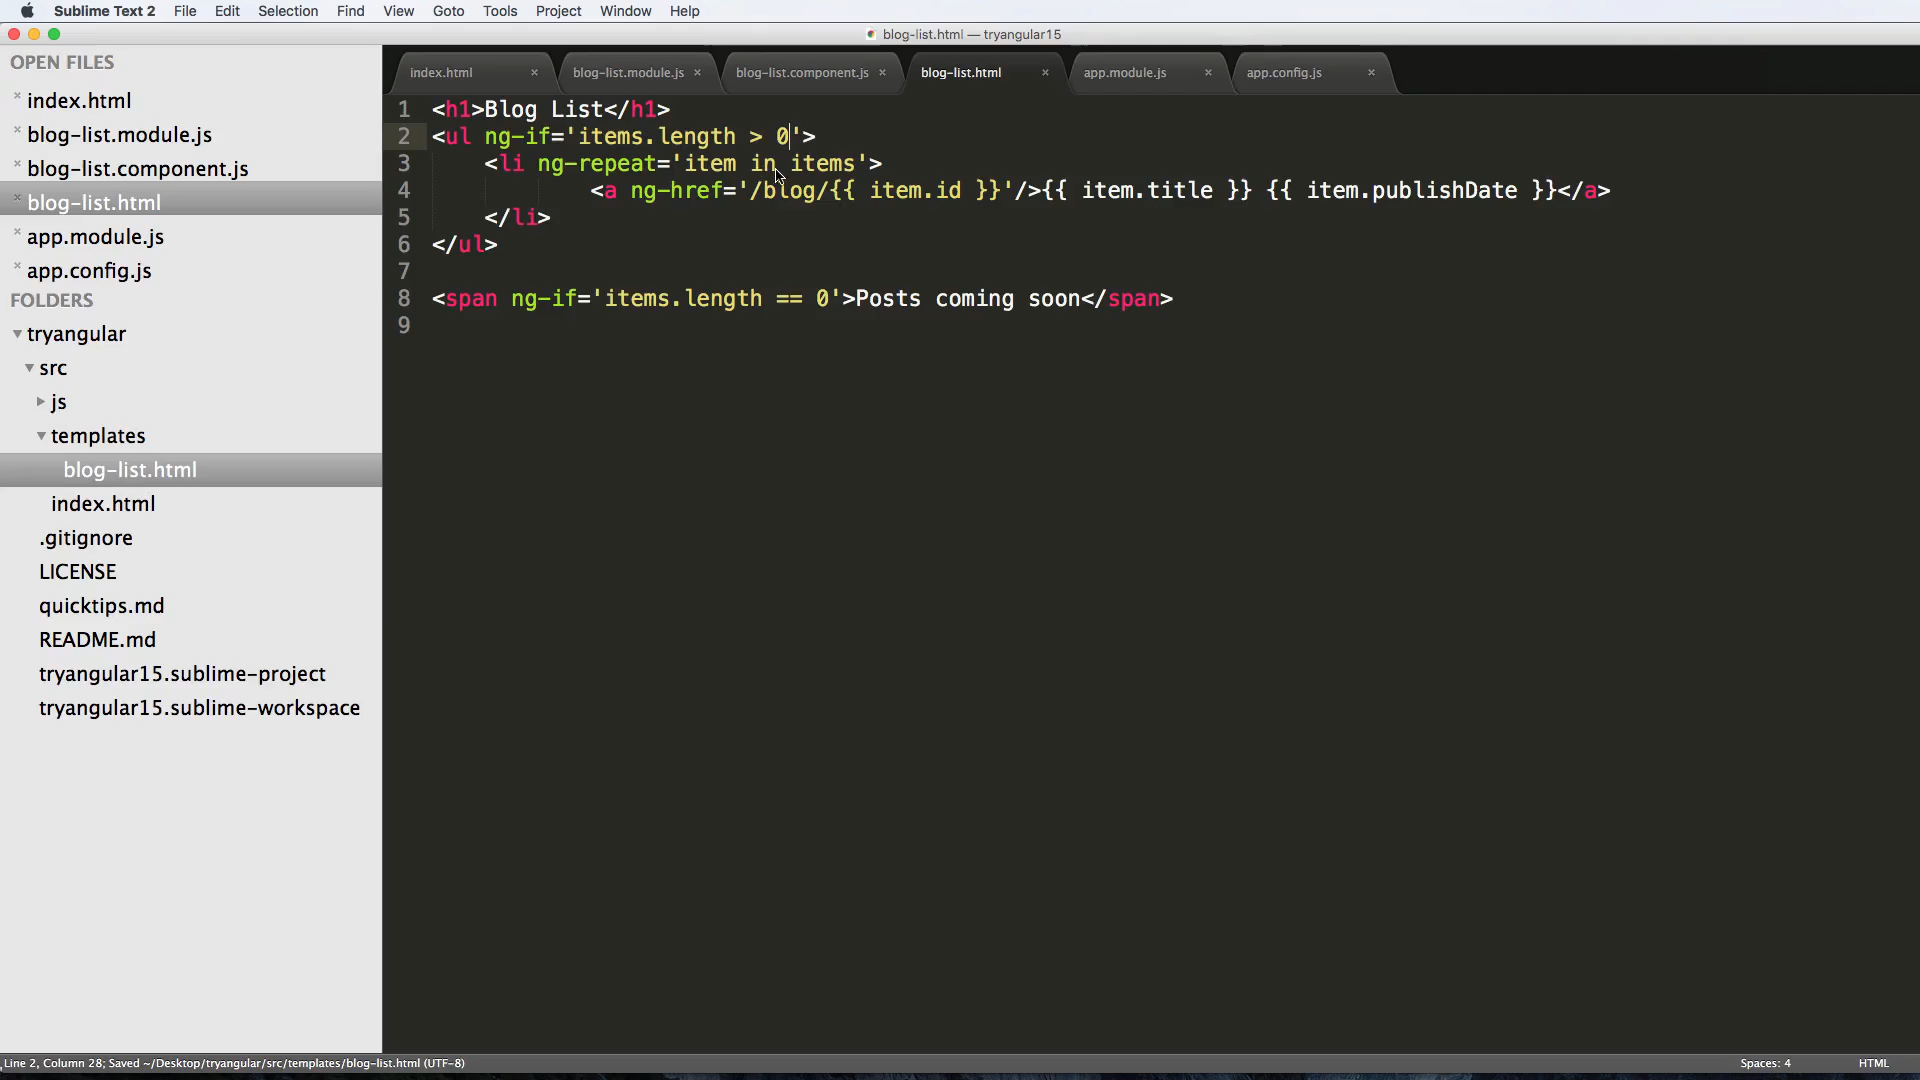 Sublime Text 2 File Edit Selection Find View Goto Tools Project Window Help
blog-list.html — tryangular15
OPEN FILES
index.html
blog-list.module.js
blog-list.component.js
blog-list.html
app.module.js
app.config.js
FOLDERS
tryangular
src
js
templates
blog-list.html
index.html
.gitignore
LICENSE
quicktips.md
README.md
tryangular15.sublime-project
tryangular15.sublime-workspace
index.html × blog-list.module.js × blog-list.component.js × blog-list.html × app.module.js × app.config.js ×
1 <h1>Blog List</h1>
2 <ul ng-if='items.length > 0'>
3 <li ng-repeat='item in items'>
4 <a ng-href='/blog/{{ item.id }}'/>{{ item.title }} {{ item.publishDate }}</a>
5 </li>
6 </ul>
7
8 <span ng-if='items.length == 0'>Posts coming soon</span>
9
Line 2, Column 28; Saved ~/Desktop/tryangular/src/templates/blog-list.html (UTF-8) Spaces: 4 HTML